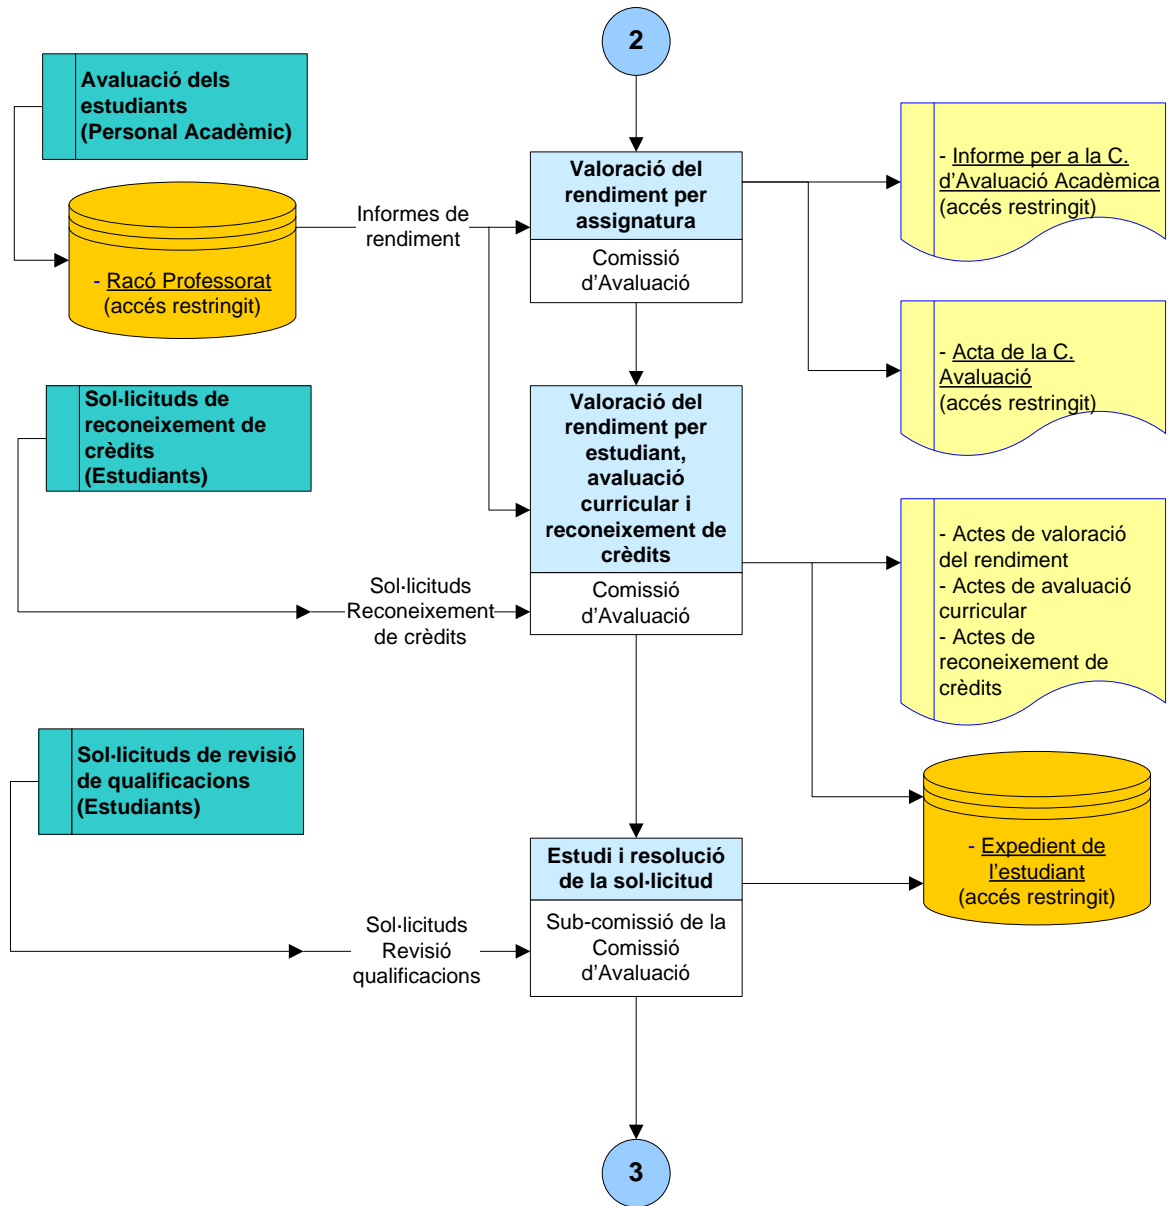 2
Avaluació dels
estudiants
(Personal Acadèmic)
- Racó Professorat
(accés restringit)
Informes de
rendiment
Valoració del
rendiment per
assignatura
Comissió
d’Avaluació
- Informe per a la C.
d’Avaluació Acadèmica
(accés restringit)
- Acta de la C.
Avaluació
(accés restringit)
Sol·licituds de
reconeixement de
crèdits
(Estudiants)
Sol·licituds
Reconeixement
de crèdits
Valoració del
rendiment per
estudiant,
avaluació
curricular i
reconeixement de
crèdits
Comissió
d’Avaluació
- Actes de valoració
del rendiment
- Actes de avaluació
curricular
- Actes de
reconeixement de
crèdits
Sol·licituds de revisió
de qualificacions
(Estudiants)
Sol·licituds
Revisió
qualificacions
Estudi i resolució
de la sol·licitud
Sub-comissió de la
Comissió
d’Avaluació
- Expedient de
l’estudiant
(accés restringit)
3